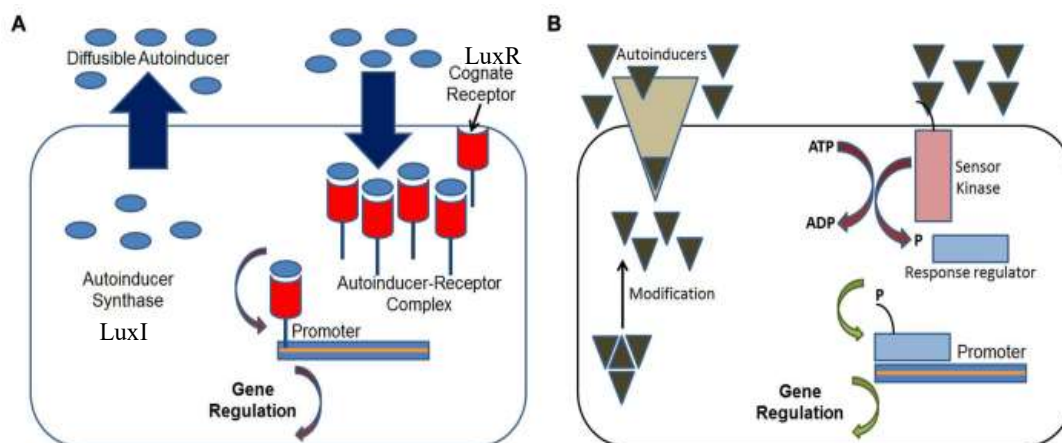 A
Diffusible Autoinducer
LuxR
Cognate
Receptor
Autoinducer
Synthase
LuxI
Autoinducer-Receptor
Complex
Promoter
Gene
Regulation
B
Autoinducers
ATP
ADP
P
Sensor
Kinase
Response regulator
Modification
P
Promoter
Gene
Regulation